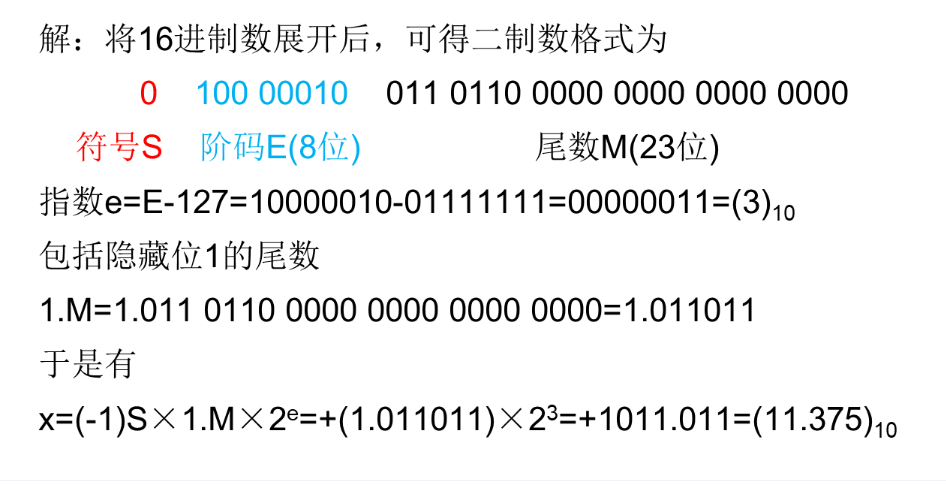 解：将16进制数展开后，可得二制数格式为
0 100 00010 011 0110 0000 0000 0000 0000
符号S 阶码E(8位) 尾数M(23位)
指数e=E-127=10000010-01111111=00000011=(3)₁₀
包括隐藏位1的尾数
1.M=1.011 0110 0000 0000 0000 0000=1.011011
于是有
x=(-1)S×1.M×2ᵉ=+(1.011011)×2³=+1011.011=(11.375)₁₀